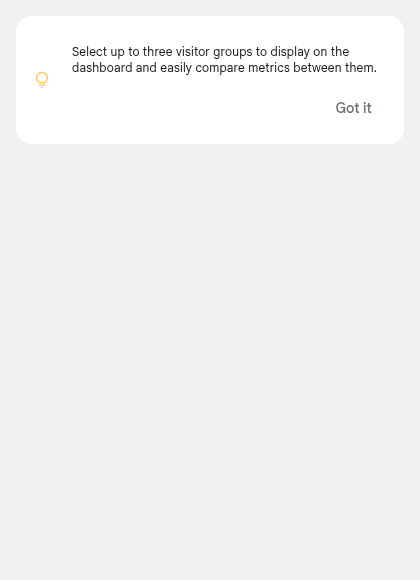 Select up to three visitor groups to display on the
dashboard and easily compare metrics between them.
Got it